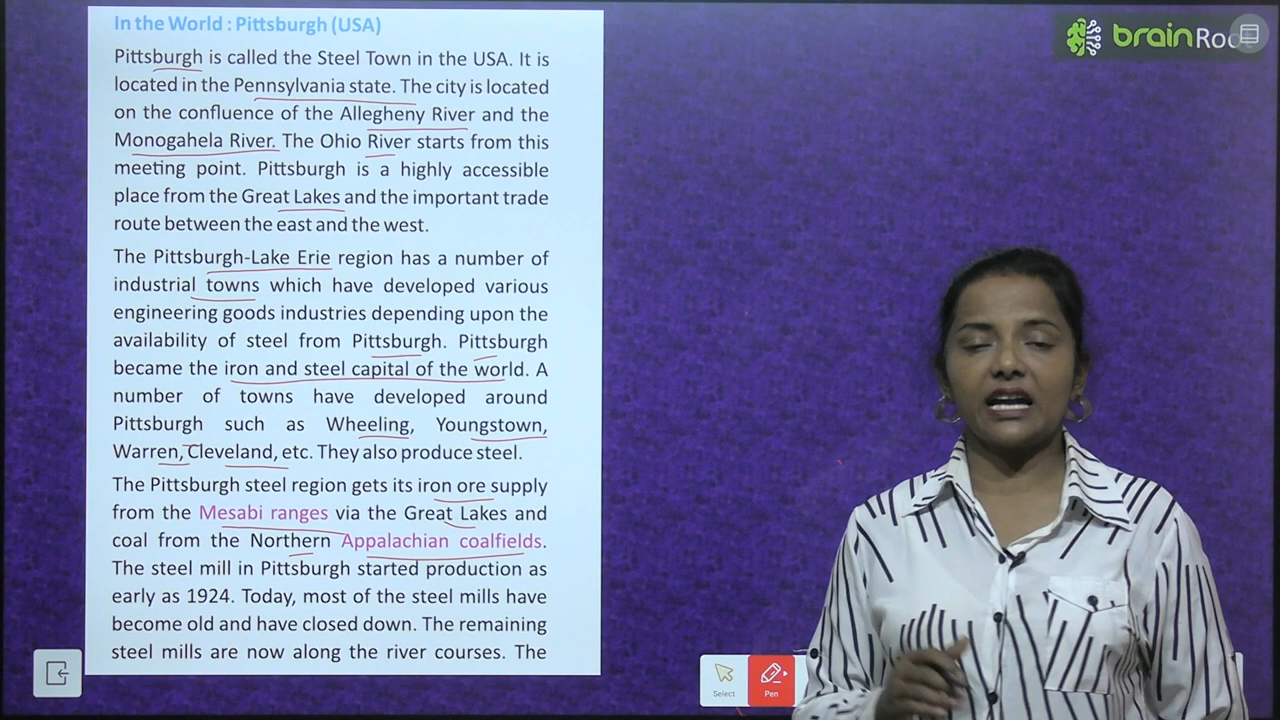 In the World : Pittsburgh (USA)
Pittsburgh is called the Steel Town in the USA. It is
located in the Pennsylvania state. The city is located
on the confluence of the Allegheny River and the
Monogahela River. The Ohio River starts from this
meeting point. Pittsburgh is a highly accessible
place from the Great Lakes and the important trade
route between the east and the west.
The Pittsburgh-Lake Erie region has a number of
industrial towns which have developed various
engineering goods industries depending upon the
availability of steel from Pittsburgh. Pittsburgh
became the iron and steel capital of the world. A
number of towns have developed around
Pittsburgh such as Wheeling, Youngstown,
Warren, Cleveland, etc. They also produce steel.
The Pittsburgh steel region gets its iron ore supply
from the Mesabi ranges via the Great Lakes and
coal from the Northern Appalachian coalfields.
The steel mill in Pittsburgh started production as
early as 1924. Today, most of the steel mills have
become old and have closed down. The remaining
steel mills are now along the river courses. The
brainRoo
Select
Pen